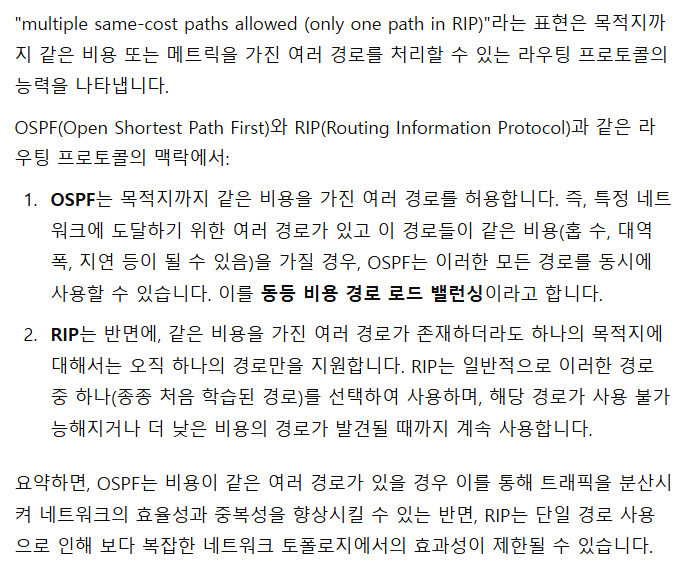 "multiple same-cost paths allowed (only one path in RIP)"라는 표현은 목적지까
지 같은 비용 또는 메트릭을 가진 여러 경로를 처리할 수 있는 라우팅 프로토콜의
능력을 나타냅니다.
OSPF(Open Shortest Path First)와 RIP(Routing Information Protocol)과 같은 라
우팅 프로토콜의 맥락에서:
1. OSPF는 목적지까지 같은 비용을 가진 여러 경로를 허용합니다. 즉, 특정 네트
워크에 도달하기 위한 여러 경로가 있고 이 경로들이 같은 비용(홉 수, 대역
폭, 지연 등이 될 수 있음)을 가질 경우, OSPF는 이러한 모든 경로를 동시에
사용할 수 있습니다. 이를 동등 비용 경로 로드 밸런싱이라고 합니다.
2. RIP는 반면에, 같은 비용을 가진 여러 경로가 존재하더라도 하나의 목적지에
대해서는 오직 하나의 경로만을 지원합니다. RIP는 일반적으로 이러한 경로
중 하나(종종 처음 학습된 경로)를 선택하여 사용하며, 해당 경로가 사용 불가
능해지거나 더 낮은 비용의 경로가 발견될 때까지 계속 사용합니다.
요약하면, OSPF는 비용이 같은 여러 경로가 있을 경우 이를 통해 트래픽을 분산시
켜 네트워크의 효율성과 중복성을 향상시킬 수 있는 반면, RIP는 단일 경로 사용
으로 인해 보다 복잡한 네트워크 토폴로지에서의 효과성이 제한될 수 있습니다.